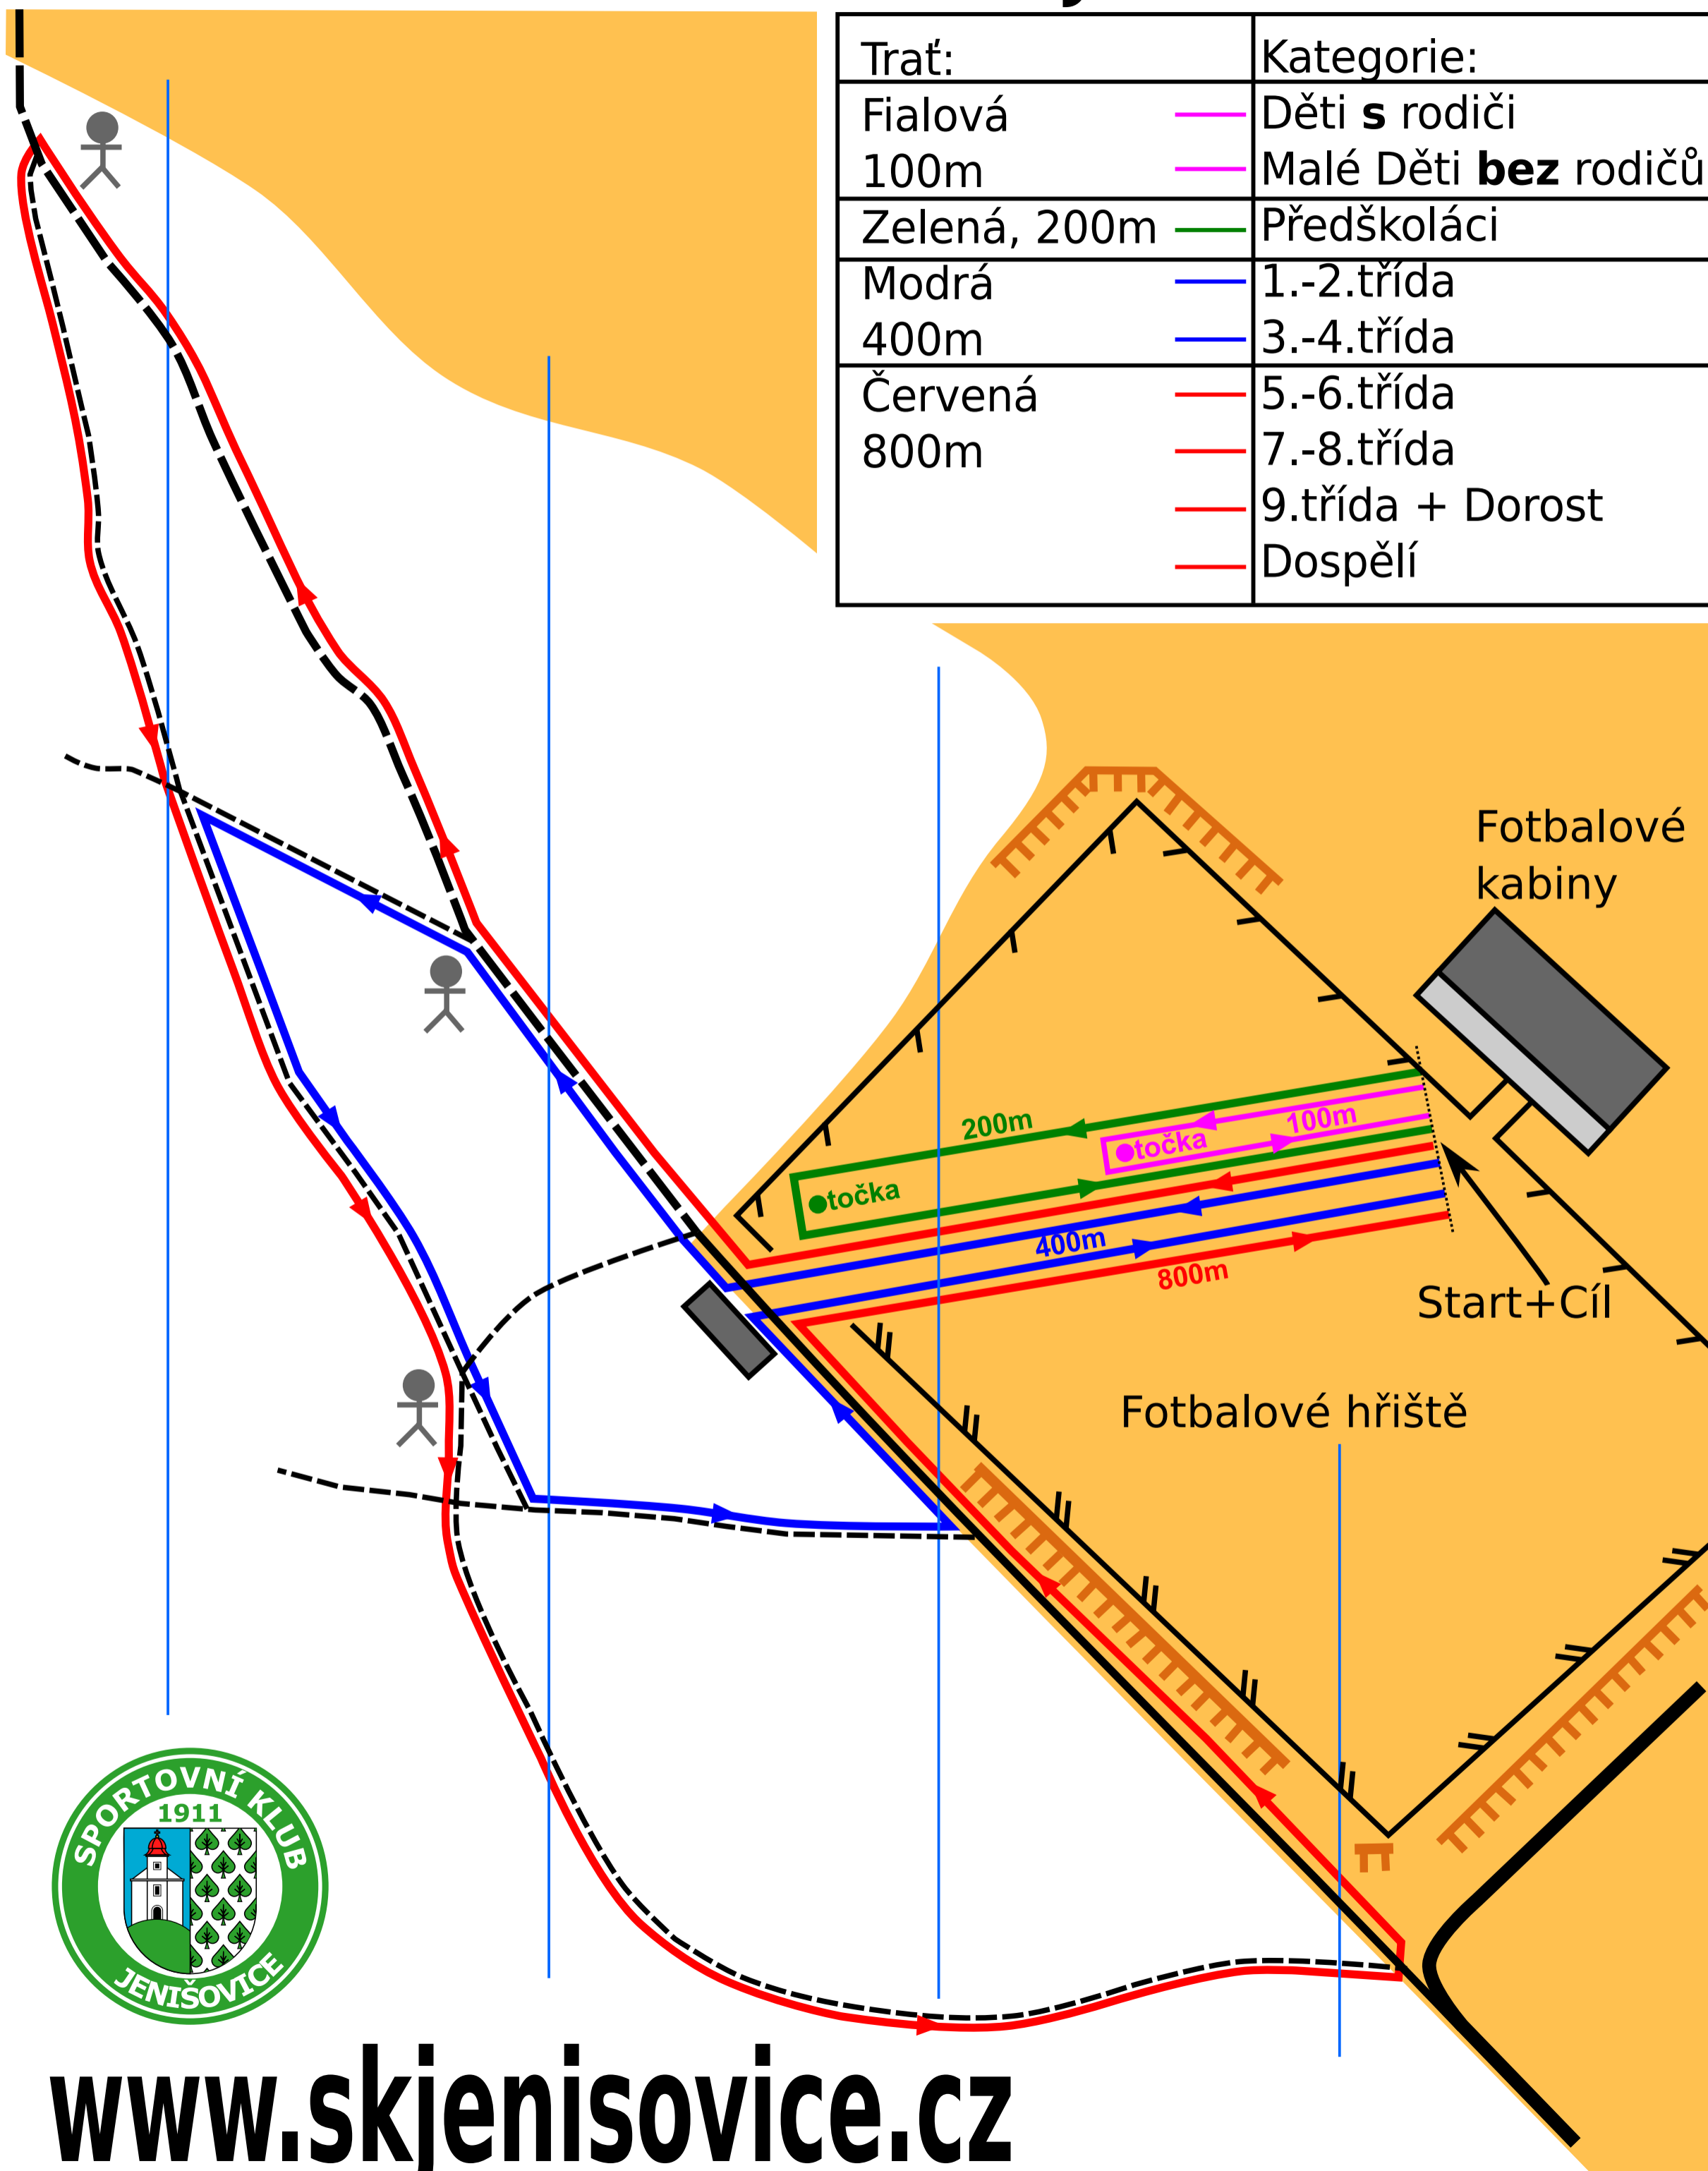 Trať:
Kategorie:
Fialová
100m
Děti s rodiči
Malé Děti bez rodičů
Zelená, 200m
Předškoláci
Modrá
400m
1.-2.třída
3.-4.třída
Červená
800m
5.-6.třída
7.-8.třída
9.třída + Dorost
Dospělí
Fotbalové
kabiny
200m
100m
točka
točka
400m
800m
Start+Cíl
Fotbalové hřiště
SPORTOVNÍ KLUB
1911
JENIŠOVICE
www.skjenisovice.cz